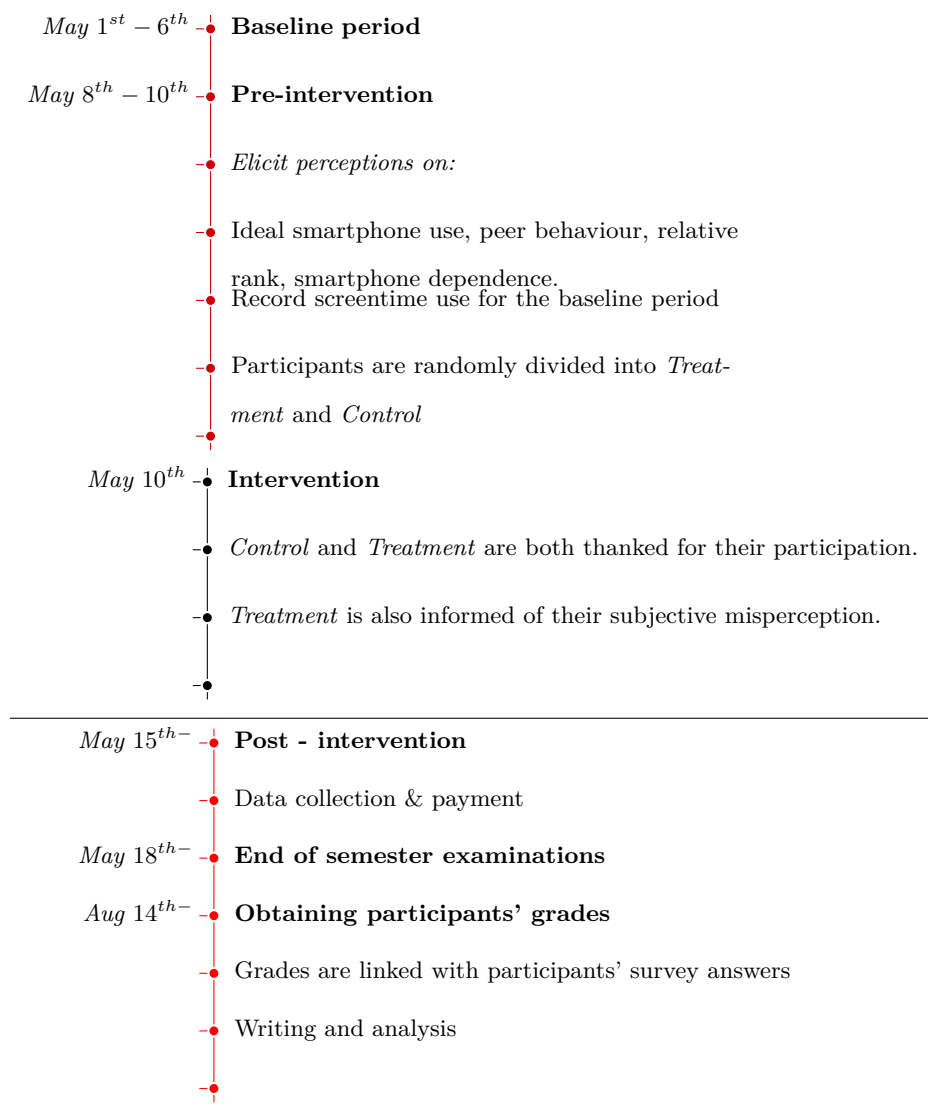 May 1st – 6th Baseline period
May 8th – 10th Pre-intervention
Elicit perceptions on:
Ideal smartphone use, peer behaviour, relative
rank, smartphone dependence.
Record screentime use for the baseline period
Participants are randomly divided into Treat-
ment and Control
May 10th Intervention
Control and Treatment are both thanked for their participation.
Treatment is also informed of their subjective misperception.
May 15th– Post - intervention
Data collection & payment
May 18th– End of semester examinations
Aug 14th– Obtaining participants’ grades
Grades are linked with participants’ survey answers
Writing and analysis